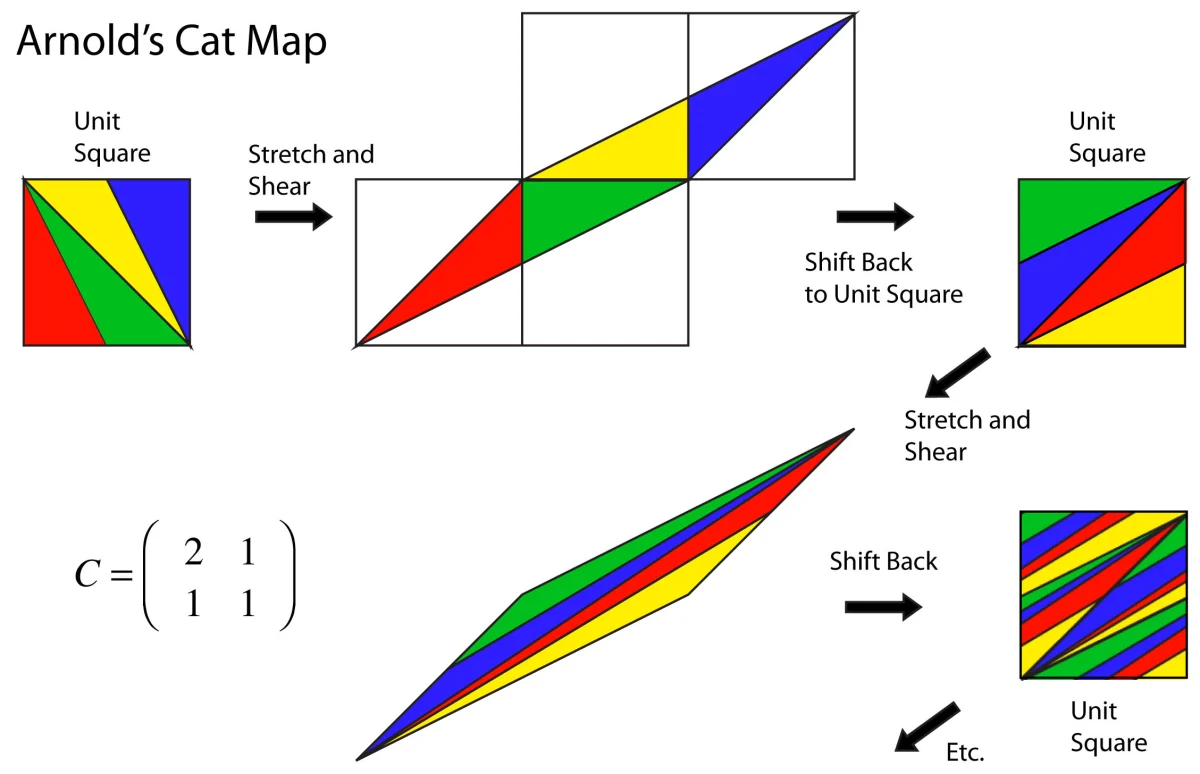 Arnold's Cat Map
Unit
Square
Stretch and
Shear
Shift Back
to Unit Square
Unit
Square
Stretch and
Shear
C = ( 2 1
1 1 )
Shift Back
Unit
Square
Etc.